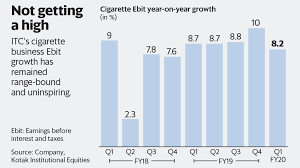 Not getting
a high
ITC's cigarette
business Ebit
growth has
remained
range-bound
and uninspiring.
Ebit: Earnings before
interest and taxes
Source: Company,
Kotak Institutional Equities
Cigarette Ebit year-on-year growth
(in %)
9 2.3 7.8 7.6 8.7 8.7 8.8 10 8.2
Q1 Q2 Q3 Q4 Q1 Q2 Q3 Q4 Q1
FY18 FY19 FY20